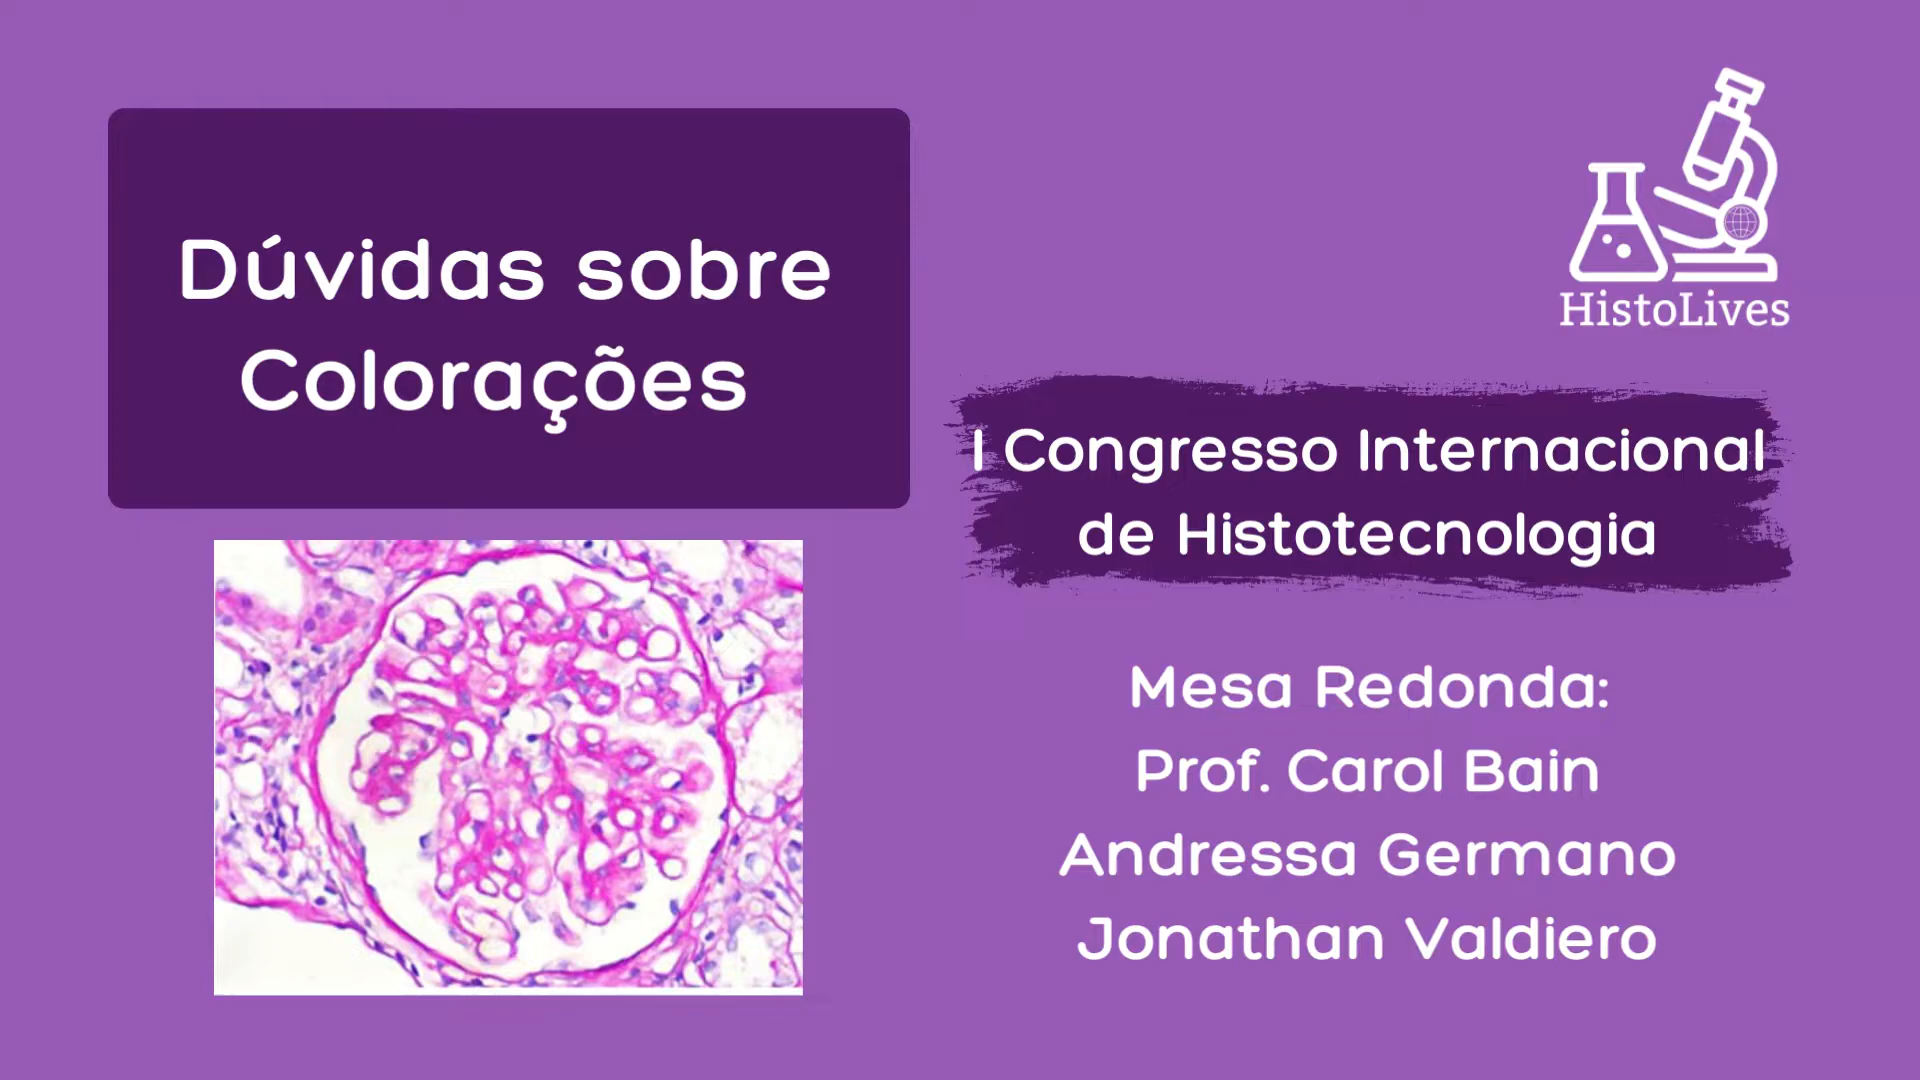 Dúvidas sobre
Colorações
HistoLives
I Congresso Internacional
de Histotecnologia
Mesa Redonda:
Prof. Carol Bain
Andressa Germano
Jonathan Valdiero